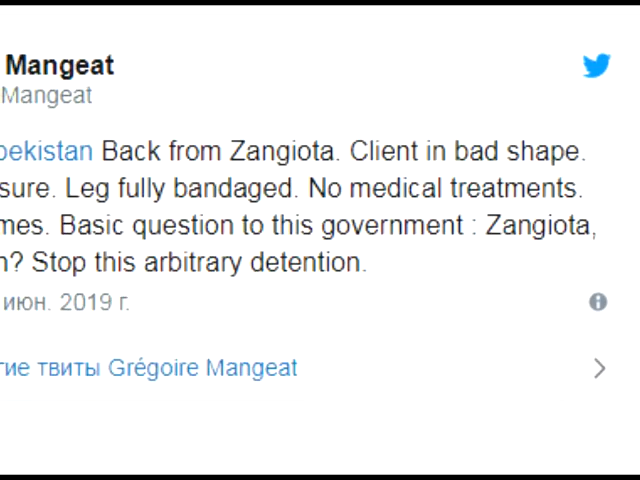 Mangeat
Mangeat
bekistan Back from Zangiota. Client in bad shape.
sure. Leg fully bandaged. No medical treatments.
mes. Basic question to this government : Zangiota,
n? Stop this arbitrary detention.
июн. 2019 г.
гие твиты Grégoire Mangeat